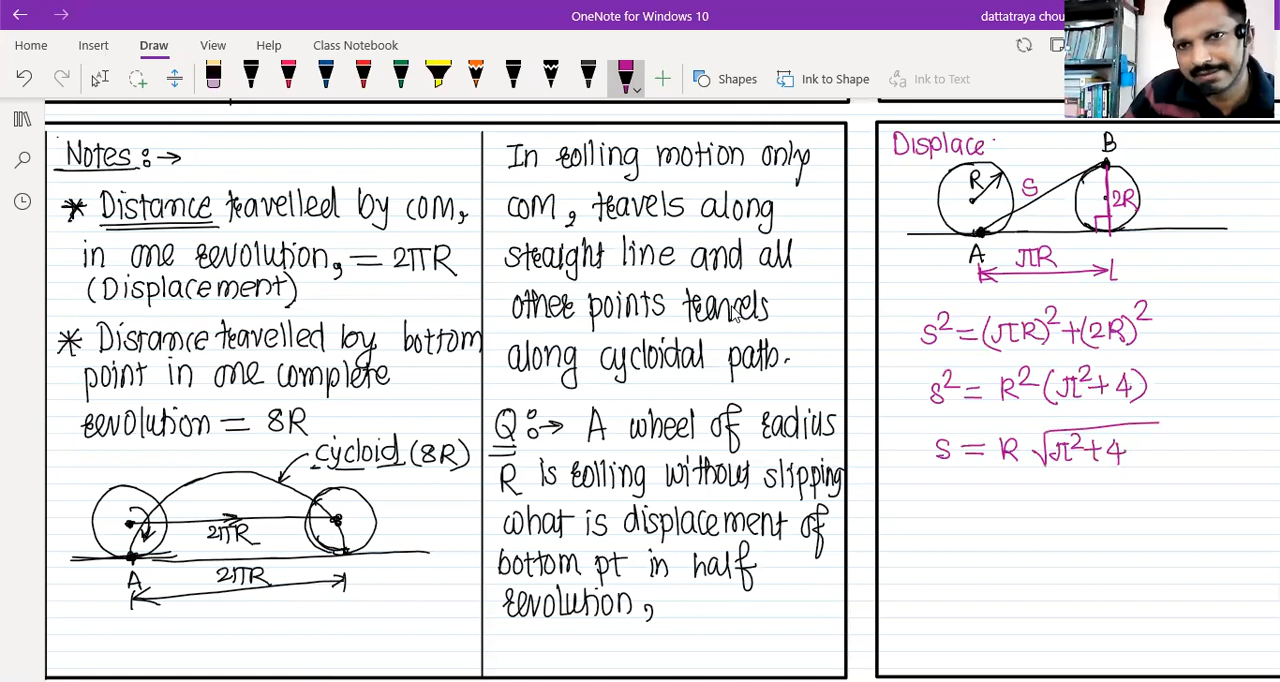 OneNote for Windows 10
dattatraya chou
Home Insert Draw View Help Class Notebook
Shapes Ink to Shape Ink to Text
Notes:→
* Distance travelled by COM,
in one revolution, = 2πR
(Displacement)
* Distance travelled by bottom
point in one complete
revolution = 8R
cycloid (8R)
2πR
A
2πR
In rolling motion only
COM, travels along
straight line and all
other points travels
along cycloidal path.
Q:→ A wheel of radius
R is rolling without slipping
what is displacement of
bottom pt in half
revolution,
Displace:
B
R
S
2R
A
πR
S² = (πR)² + (2R)²
S² = R² (π² + 4)
S = R √π² + 4